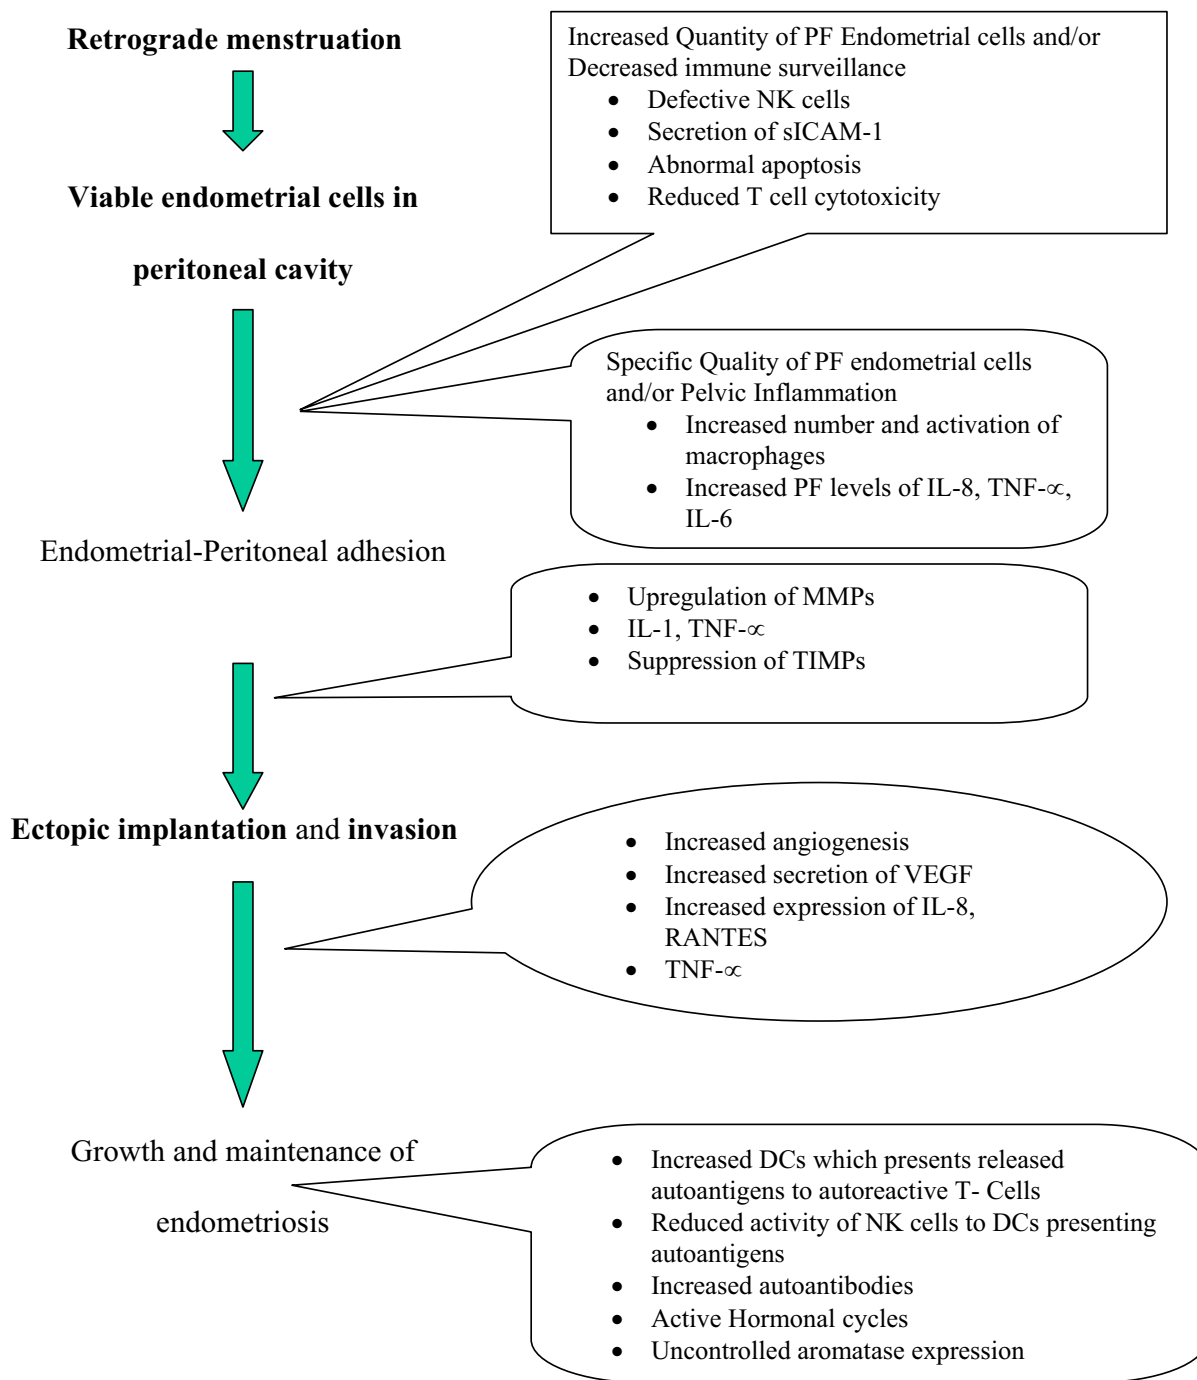 Retrograde menstruation
Increased Quantity of PF Endometrial cells and/or
Decreased immune surveillance
• Defective NK cells
• Secretion of sICAM-1
• Abnormal apoptosis
• Reduced T cell cytotoxicity
Viable endometrial cells in
peritoneal cavity
Specific Quality of PF endometrial cells
and/or Pelvic Inflammation
• Increased number and activation of
macrophages
• Increased PF levels of IL-8, TNF-∝,
IL-6
Endometrial-Peritoneal adhesion
• Upregulation of MMPs
• IL-1, TNF-∝
• Suppression of TIMPs
Ectopic implantation and invasion
• Increased angiogenesis
• Increased secretion of VEGF
• Increased expression of IL-8,
RANTES
• TNF-∝
Growth and maintenance of
endometriosis
• Increased DCs which presents released
autoantigens to autoreactive T- Cells
• Reduced activity of NK cells to DCs presenting
autoantigens
• Increased autoantibodies
• Active Hormonal cycles
• Uncontrolled aromatase expression